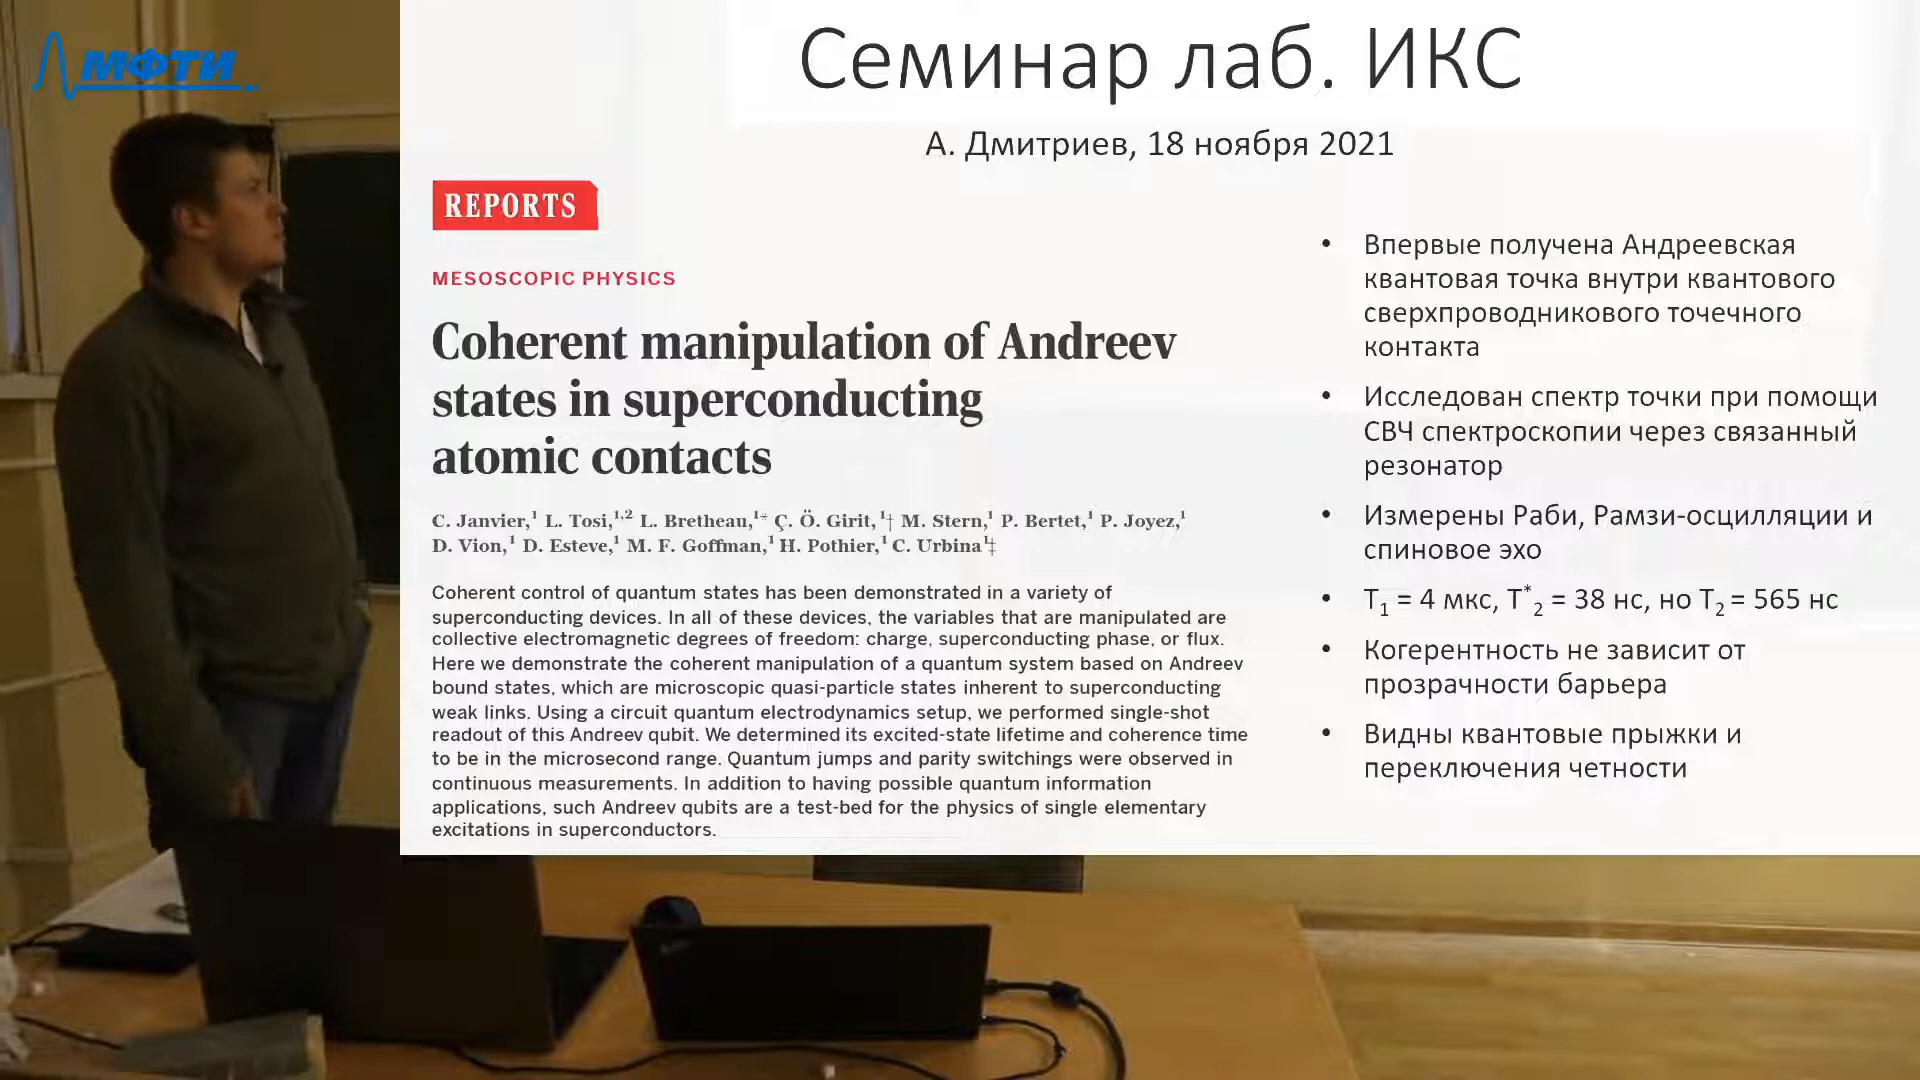 МФТИ
Семинар лаб. ИКС
А. Дмитриев, 18 ноября 2021
REPORTS
MESOSCOPIC PHYSICS
Coherent manipulation of Andreev
states in superconducting
atomic contacts
C. Janvier,¹ L. Tosi,¹,² L. Bretheau,¹* Ç. Ö. Girit,¹† M. Stern,¹ P. Bertet,¹ P. Joyez,¹
D. Vion,¹ D. Esteve,¹ M. F. Goffman,¹ H. Pothier,¹ C. Urbina¹‡
Coherent control of quantum states has been demonstrated in a variety of
superconducting devices. In all of these devices, the variables that are manipulated are
collective electromagnetic degrees of freedom: charge, superconducting phase, or flux.
Here we demonstrate the coherent manipulation of a quantum system based on Andreev
bound states, which are microscopic quasi-particle states inherent to superconducting
weak links. Using a circuit quantum electrodynamics setup, we performed single-shot
readout of this Andreev qubit. We determined its excited-state lifetime and coherence time
to be in the microsecond range. Quantum jumps and parity switchings were observed in
continuous measurements. In addition to having possible quantum information
applications, such Andreev qubits are a test-bed for the physics of single elementary
excitations in superconductors.
• Впервые получена Андреевская
квантовая точка внутри квантового
сверхпроводникового точечного
контакта
• Исследован спектр точки при помощи
СВЧ спектроскопии через связанный
резонатор
• Измерены Раби, Рамзи-осцилляции и
спиновое эхо
• T₁ = 4 мкс, T*₂ = 38 нс, но T₂ = 565 нс
• Когерентность не зависит от
прозрачности барьера
• Видны квантовые прыжки и
переключения четности